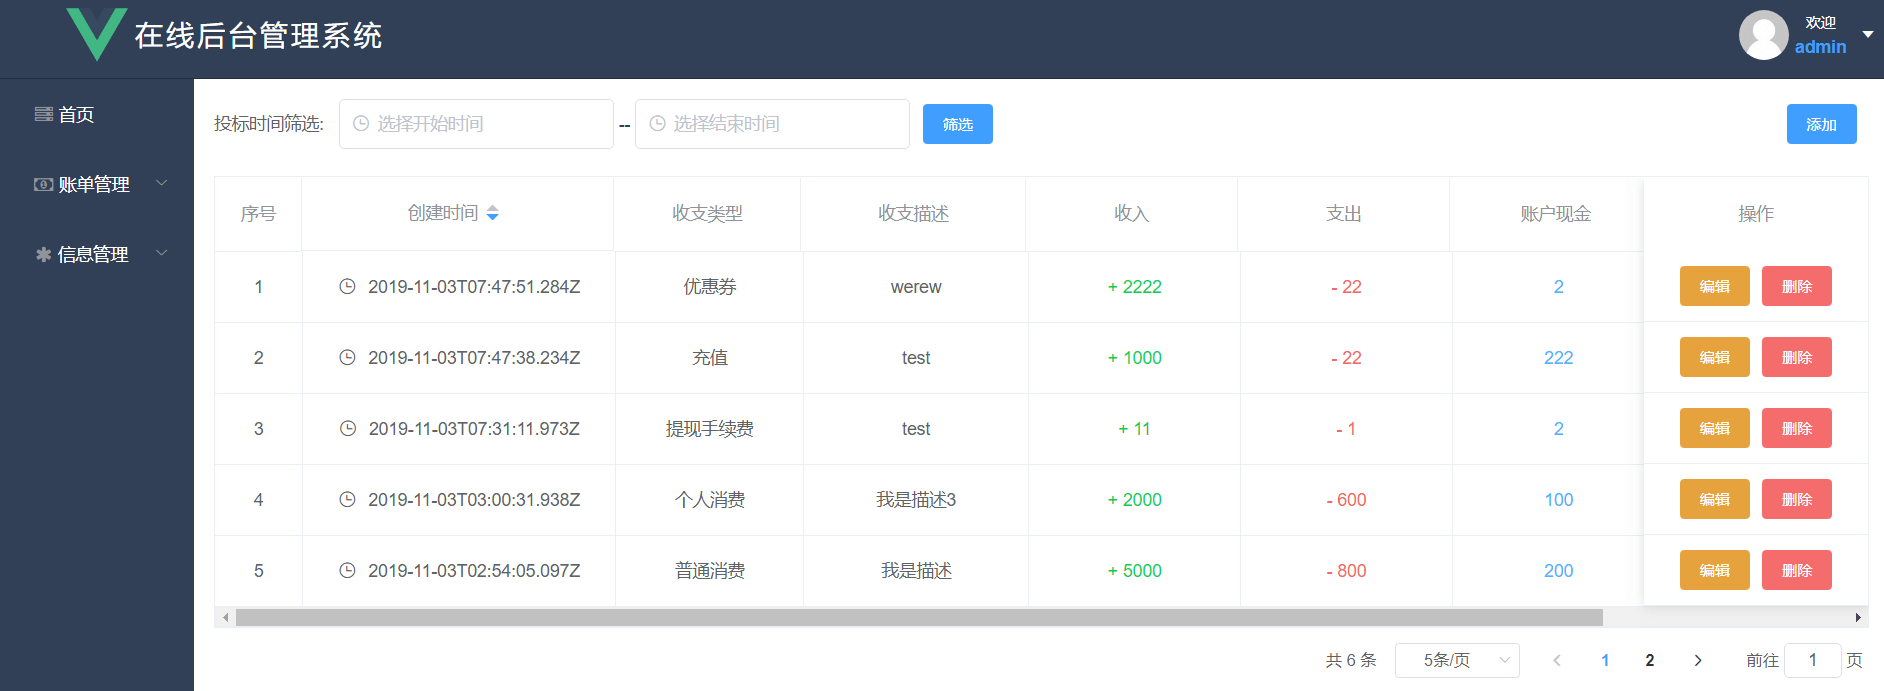 在线后台管理系统
欢迎
admin
首页
账单管理
信息管理
投标时间筛选: 选择开始时间 -- 选择结束时间 筛选 添加
序号 创建时间 收支类型 收支描述 收入 支出 账户现金 操作
1 2019-11-03T07:47:51.284Z 优惠券 werew + 2222 - 22 2 编辑 删除
2 2019-11-03T07:47:38.234Z 充值 test + 1000 - 22 222 编辑 删除
3 2019-11-03T07:31:11.973Z 提现手续费 test + 11 - 1 2 编辑 删除
4 2019-11-03T03:00:31.938Z 个人消费 我是描述3 + 2000 - 600 100 编辑 删除
5 2019-11-03T02:54:05.097Z 普通消费 我是描述 + 5000 - 800 200 编辑 删除
共 6 条 5条/页 1 2 前往 1 页